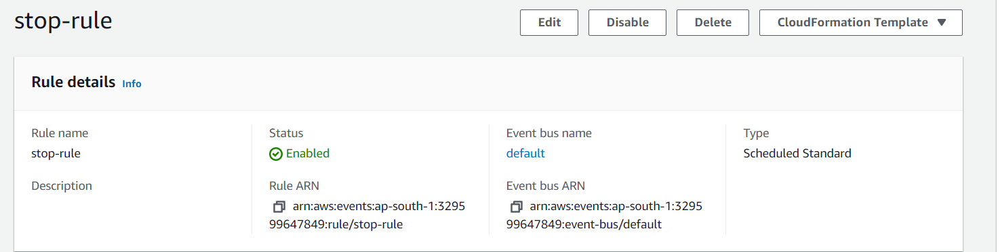 stop-rule
Edit
Disable
Delete
CloudFormation Template
Rule details Info
Rule name
stop-rule
Description
Status
Enabled
Rule ARN
arn:aws:events:ap-south-1:3295
99647849:rule/stop-rule
Event bus name
default
Event bus ARN
arn:aws:events:ap-south-1:3295
99647849:event-bus/default
Type
Scheduled Standard